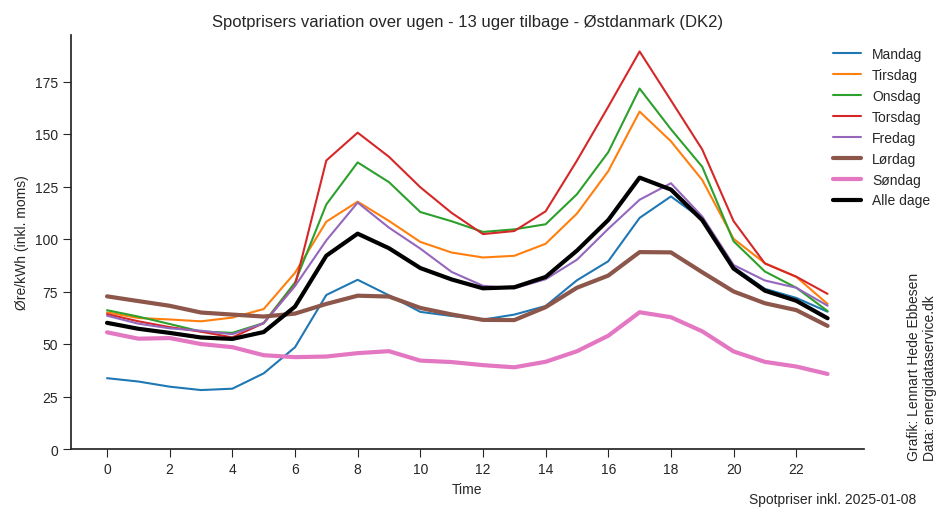 Spotprisers variation over ugen - 13 uger tilbage - Østdanmark (DK2)
Øre/kWh (inkl. moms)
175
150
125
100
75
50
25
0
0 2 4 6 8 10 12 14 16 18 20 22
Time
Mandag
Tirsdag
Onsdag
Torsdag
Fredag
Lørdag
Søndag
Alle dage
Grafik: Lennart Hede Ebbesen
Data: energidataservice.dk
Spotpriser inkl. 2025-01-08